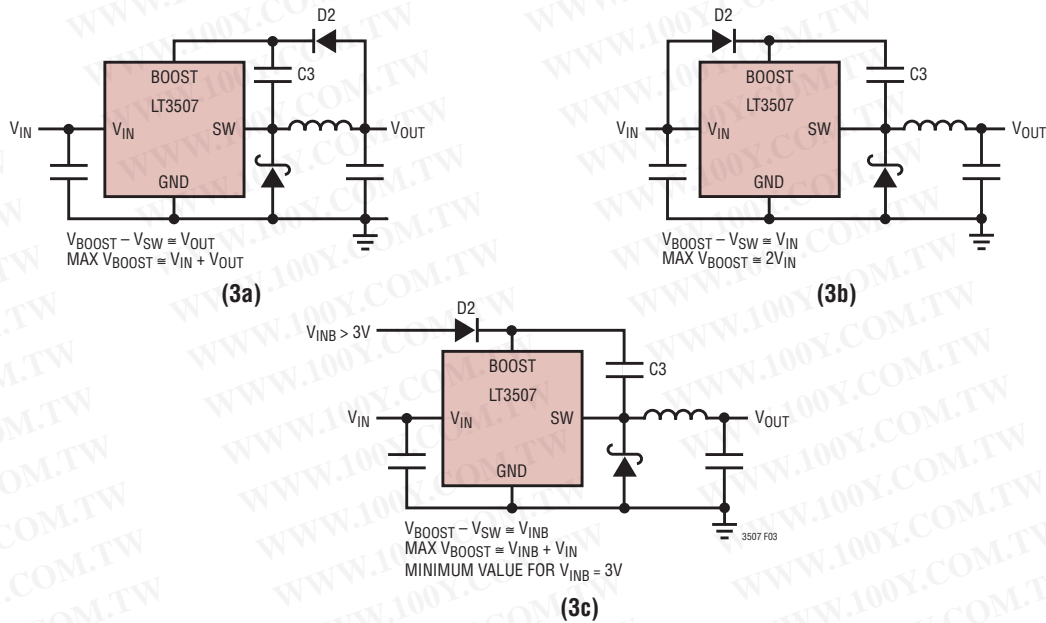 D2
BOOST
C3
LT3507
V_IN
V_IN
SW
V_OUT
GND
V_BOOST – V_SW ≅ V_OUT
MAX V_BOOST ≅ V_IN + V_OUT
(3a)
D2
BOOST
C3
LT3507
V_IN
V_IN
SW
V_OUT
GND
V_BOOST – V_SW ≅ V_IN
MAX V_BOOST ≅ 2V_IN
(3b)
D2
V_INB > 3V
BOOST
C3
LT3507
V_IN
V_IN
SW
V_OUT
GND
3507 F03
V_BOOST – V_SW ≅ V_INB
MAX V_BOOST ≅ V_INB + V_IN
MINIMUM VALUE FOR V_INB = 3V
(3c)
WWW.100Y.COM.TW